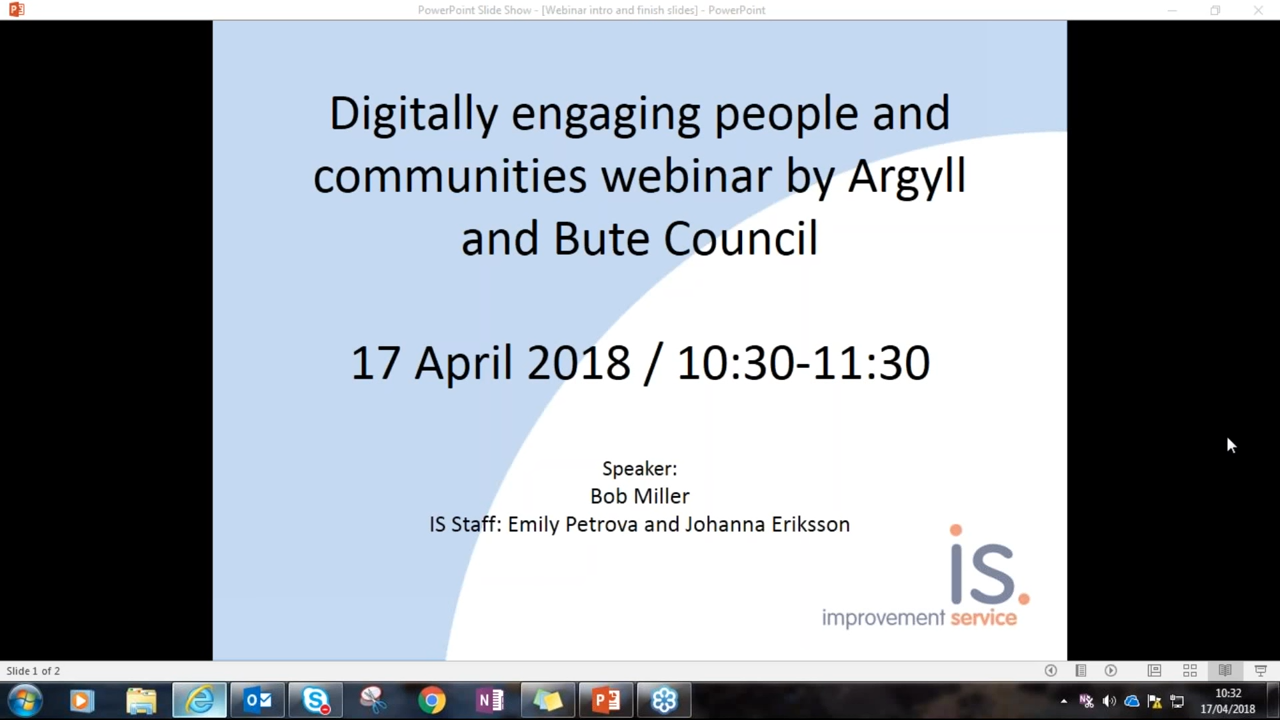 PowerPoint Slide Show - [Webinar intro and finish slides] - PowerPoint
Digitally engaging people and
communities webinar by Argyll
and Bute Council
17 April 2018 / 10:30-11:30
Speaker:
Bob Miller
IS Staff: Emily Petrova and Johanna Eriksson
is.
improvement service
Slide 1 of 2
10:32
17/04/2018